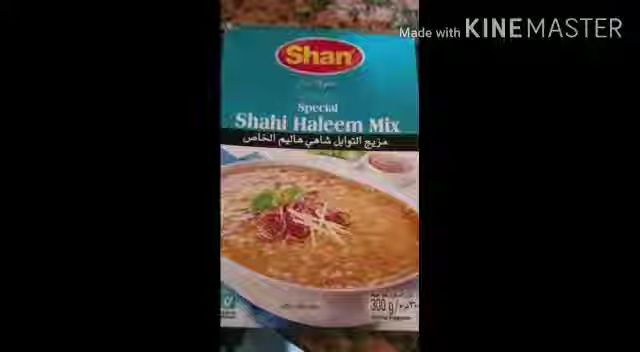 Made with KINEMASTER
Shan
Special
Shahi Haleem Mix
مزيج التوابل شاهي هاليم الخاص
300 g/